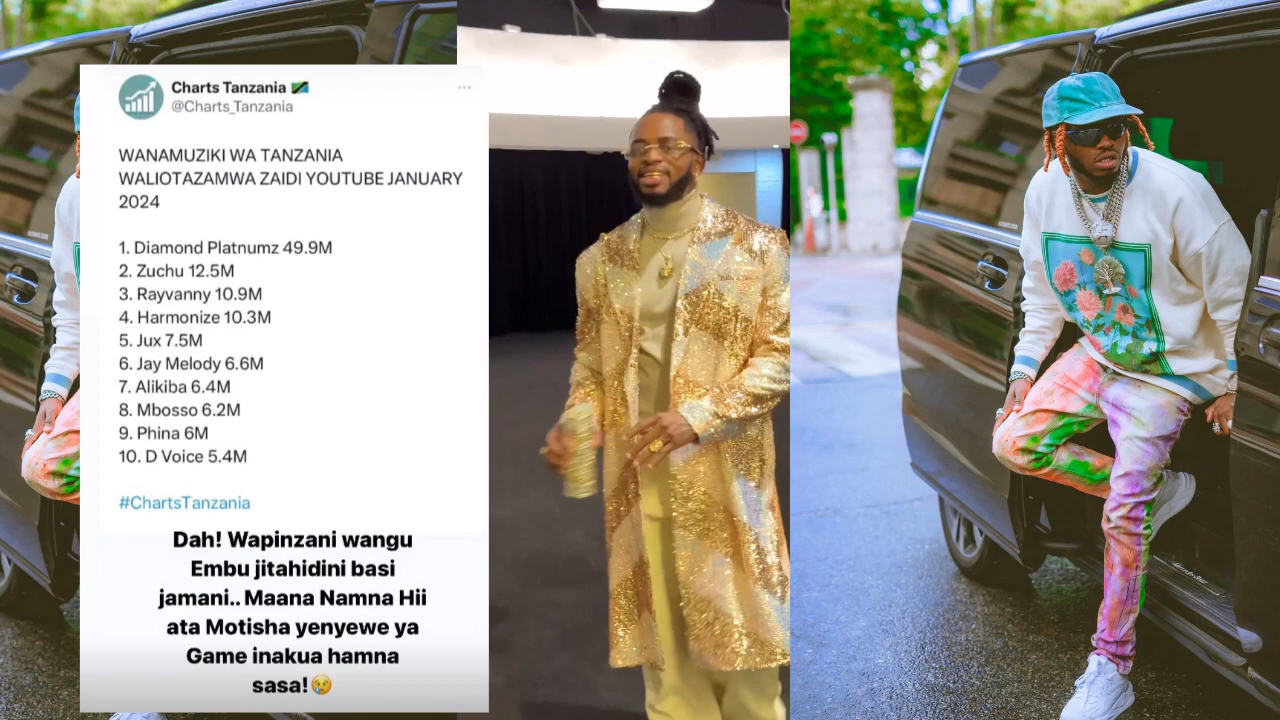 Charts Tanzania
@Charts_Tanzania
WANAMUZIKI WA TANZANIA
WALIOTAZAMWA ZAIDI YOUTUBE JANUARY
2024
1. Diamond Platnumz 49.9M
2. Zuchu 12.5M
3. Rayvanny 10.9M
4. Harmonize 10.3M
5. Jux 7.5M
6. Jay Melody 6.6M
7. Alikiba 6.4M
8. Mbosso 6.2M
9. Phina 6M
10. D Voice 5.4M
#ChartsTanzania
Dah! Wapinzani wangu
Embu jitahidini basi
jamani.. Maana Namna Hii
ata Motisha yenyewe ya
Game inakua hamna
sasa!😢